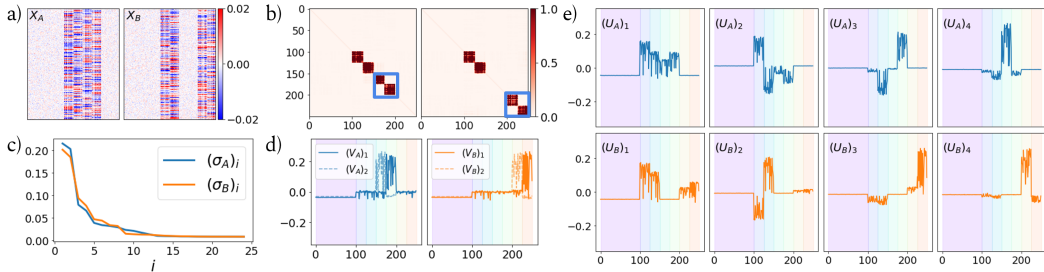 a)
X_A
X_B
0.02
0.00
−0.02
b)
0
50
100
150
200
0
200
0
200
1.0
0.5
0.0
c)
0.20
0.15
0.10
0.05
0.00
(σ_A)_i
(σ_B)_i
0
5
10
15
20
25
i
d)
0.2
0.0
−0.2
(V_A)_1
(V_A)_2
(V_B)_1
(V_B)_2
0
100
200
0
100
200
e)
0.2
0.0
−0.2
(U_A)_1
(U_A)_2
(U_A)_3
(U_A)_4
0.2
0.0
−0.2
(U_B)_1
(U_B)_2
(U_B)_3
(U_B)_4
0
100
200
0
100
200
0
100
200
0
100
200